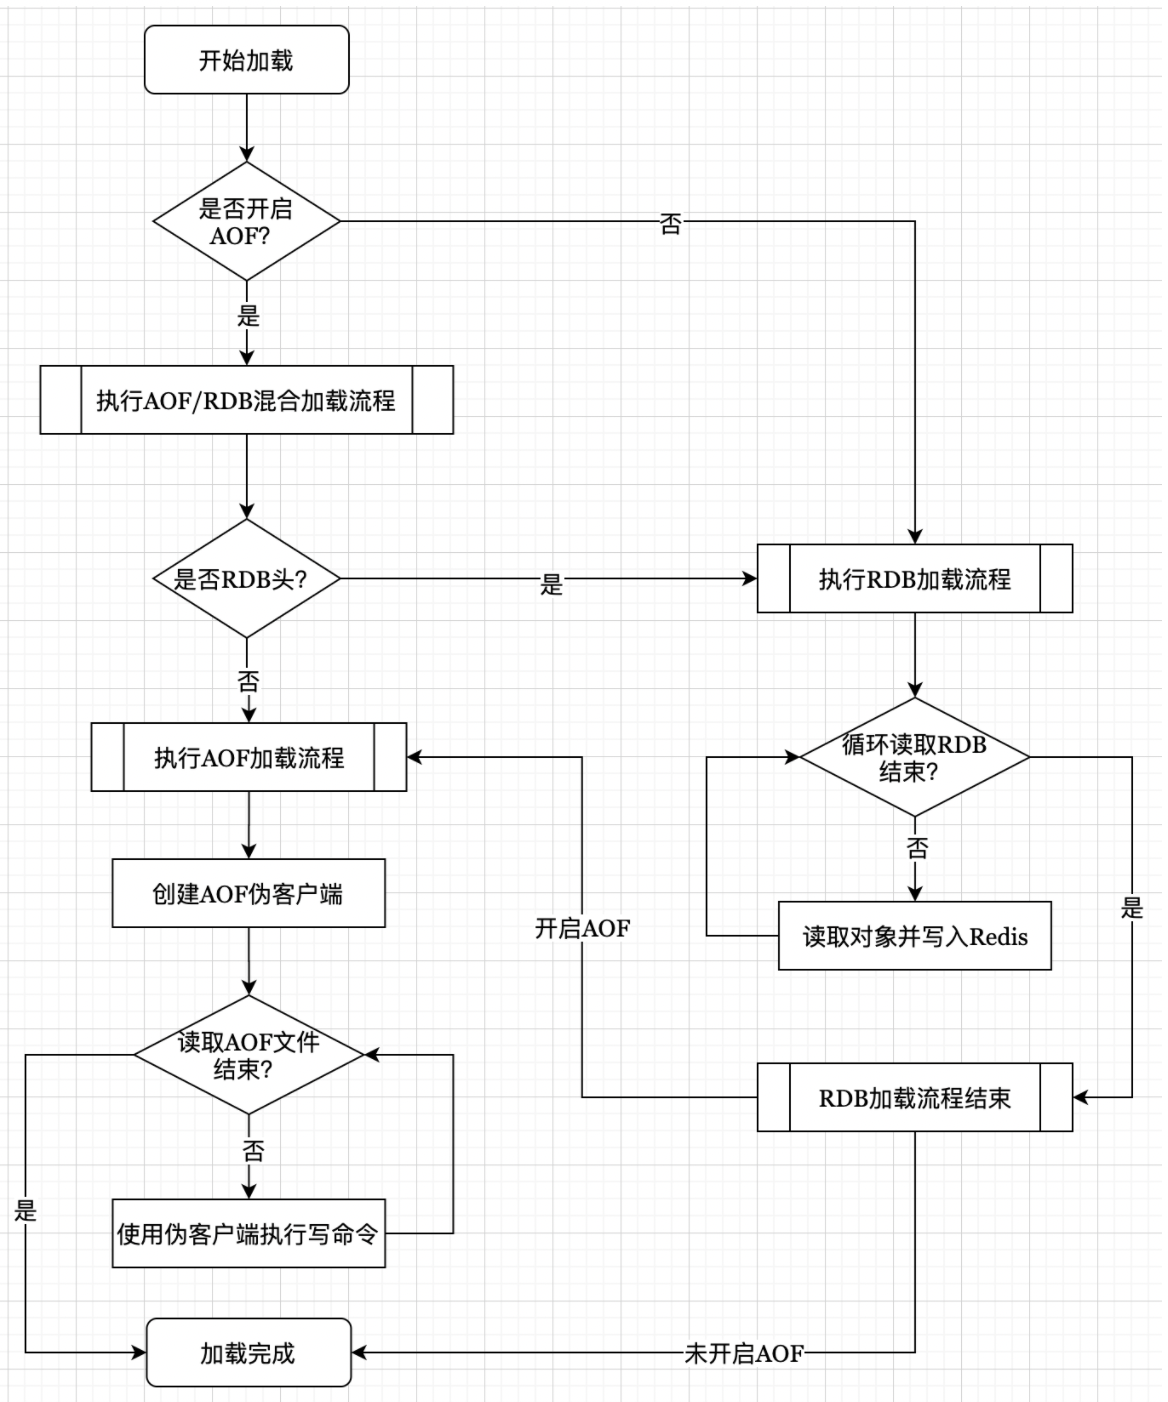 开始加载
是否开启
AOF?
否
是
执行AOF/RDB混合加载流程
是否RDB头?
是
执行RDB加载流程
否
执行AOF加载流程
循环读取RDB
结束?
否
创建AOF伪客户端
是
开启AOF
读取对象并写入Redis
读取AOF文件
结束?
RDB加载流程结束
否
是
使用伪客户端执行写命令
加载完成
未开启AOF